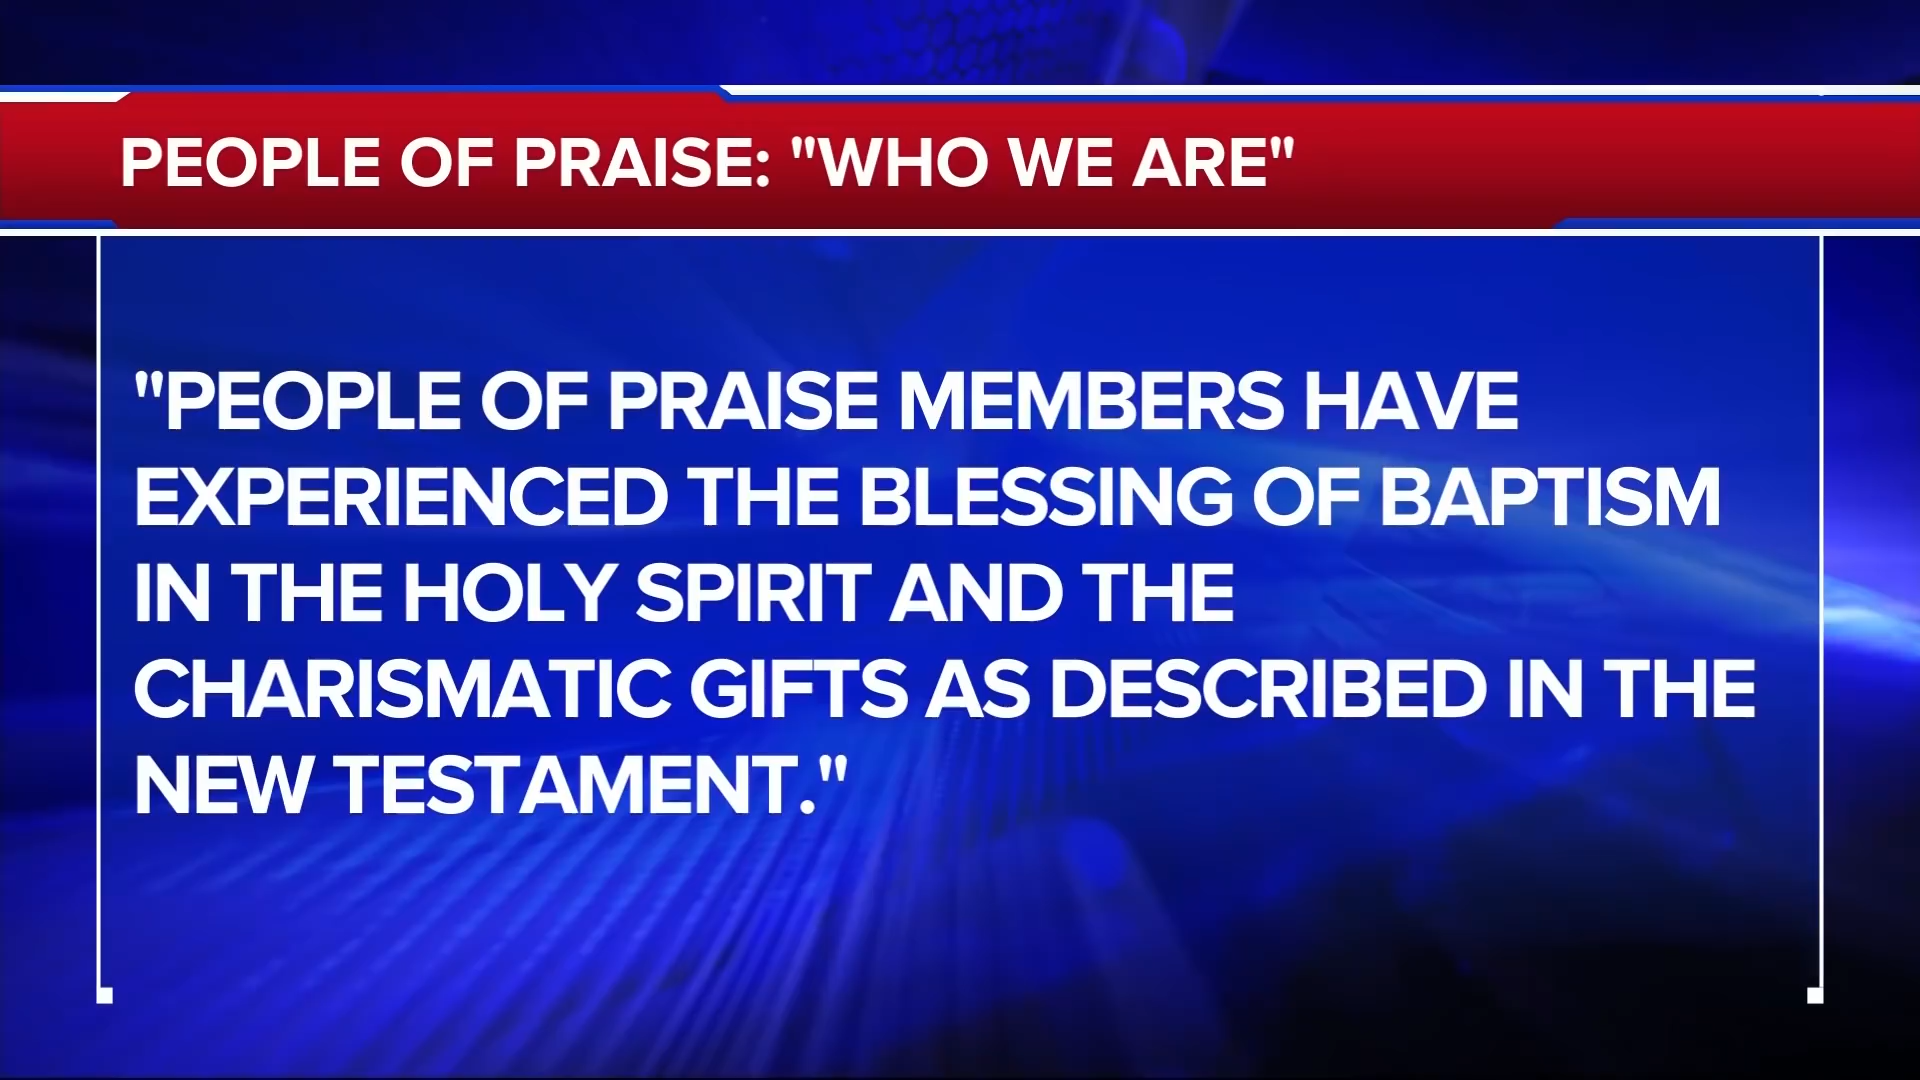 PEOPLE OF PRAISE: "WHO WE ARE"
"PEOPLE OF PRAISE MEMBERS HAVE
EXPERIENCED THE BLESSING OF BAPTISM
IN THE HOLY SPIRIT AND THE
CHARISMATIC GIFTS AS DESCRIBED IN THE
NEW TESTAMENT."